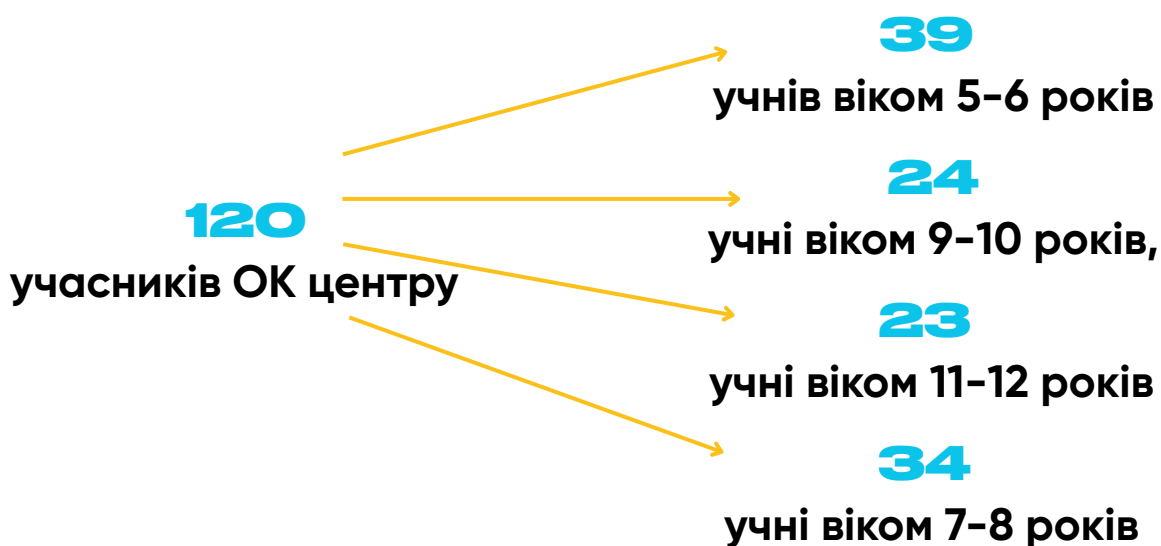 120
учасників ОК центру
39
учнів віком 5-6 років
24
учні віком 9-10 років,
23
учні віком 11-12 років
34
учні віком 7-8 років